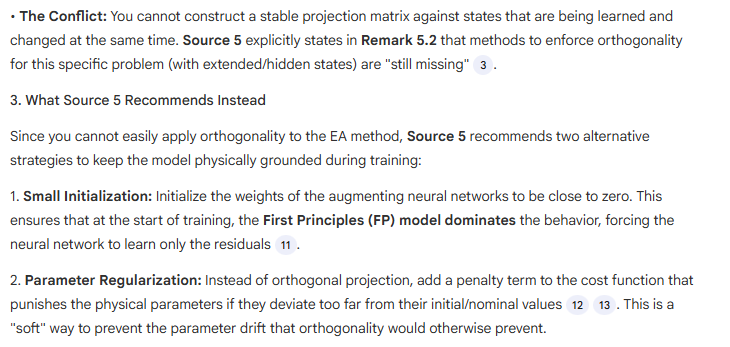 • The Conflict: You cannot construct a stable projection matrix against states that are being learned and
changed at the same time. Source 5 explicitly states in Remark 5.2 that methods to enforce orthogonality
for this specific problem (with extended/hidden states) are "still missing" 3 .
3. What Source 5 Recommends Instead
Since you cannot easily apply orthogonality to the EA method, Source 5 recommends two alternative
strategies to keep the model physically grounded during training:
1. Small Initialization: Initialize the weights of the augmenting neural networks to be close to zero. This
ensures that at the start of training, the First Principles (FP) model dominates the behavior, forcing the
neural network to learn only the residuals 11 .
2. Parameter Regularization: Instead of orthogonal projection, add a penalty term to the cost function that
punishes the physical parameters if they deviate too far from their initial/nominal values 12 13 . This is a
"soft" way to prevent the parameter drift that orthogonality would otherwise prevent.